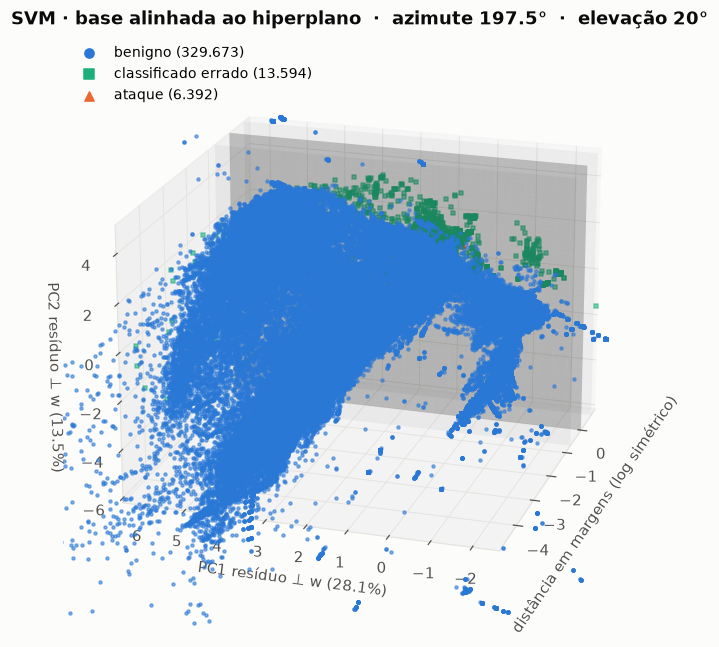 SVM · base alinhada ao hiperplano · azimute 197.5° · elevação 20°
benigno (329.673)
classificado errado (13.594)
ataque (6.392)
4
2
0
−2
−4
−6
PC2 resíduo ⊥ w (13.5%)
6
5
4
3
2
1
0
−1
−2
PC1 resíduo ⊥ w (28.1%)
0
−1
−2
−3
−4
distância em margens (log simétrico)